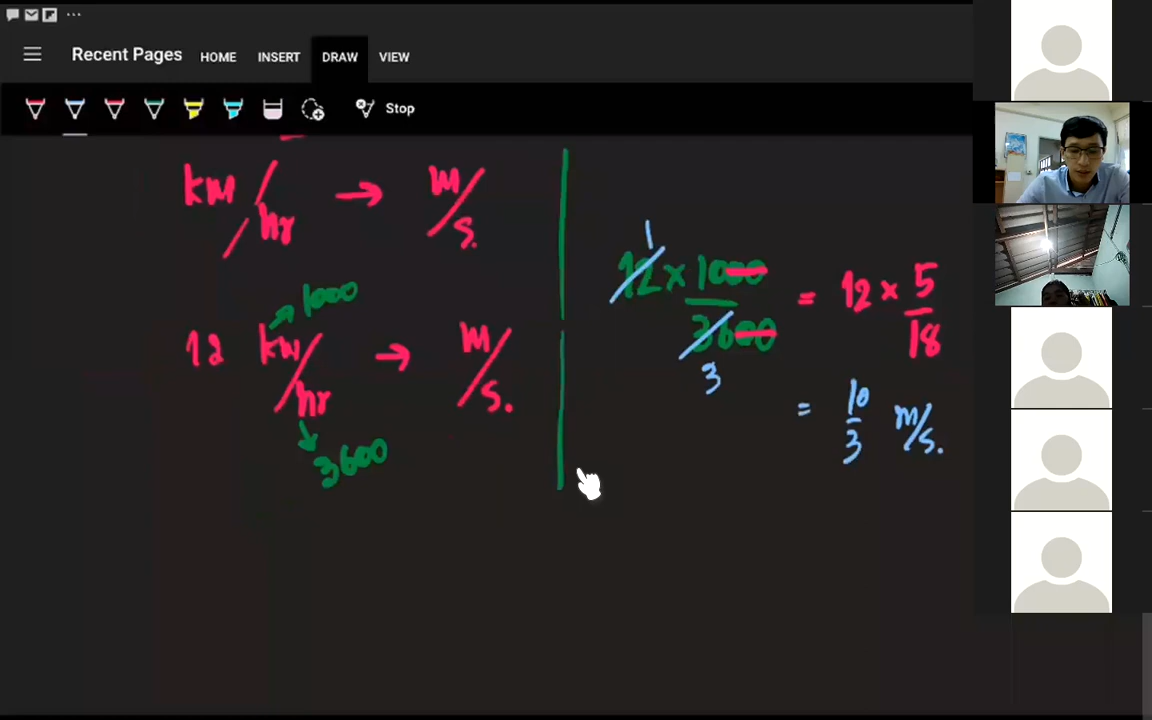 Recent Pages HOME INSERT DRAW VIEW
Stop
km/hr → m/s.
12 km/hr → m/s.
1000
3600
12 × 1000 / 3600 = 12 × 5/18
1
3
= 10/3 m/s.